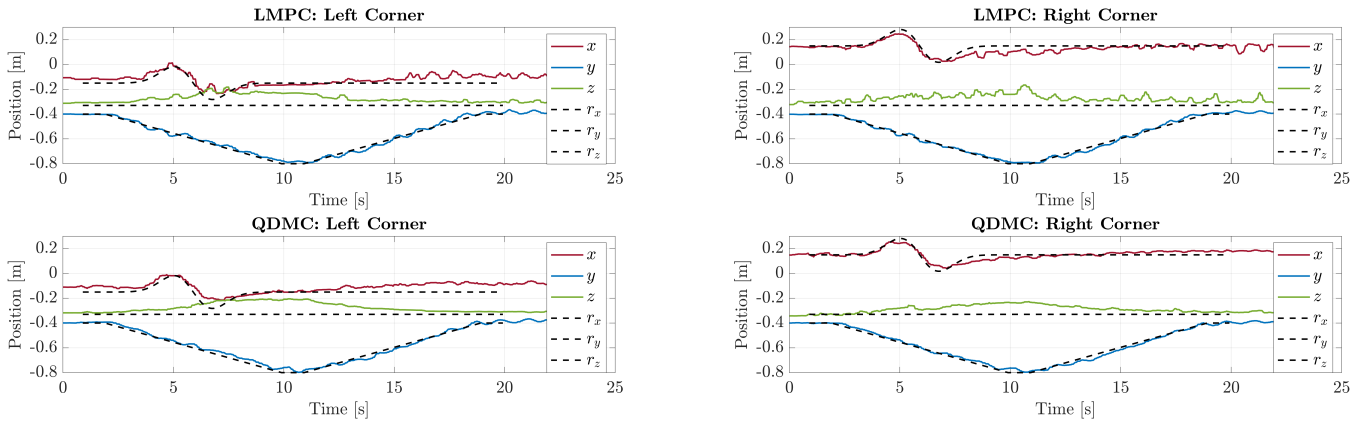 LMPC: Left Corner
0.2
0
-0.2
-0.4
-0.6
-0.8
Position [m]
0 5 10 15 20 25
Time [s]
x
y
z
r_x
r_y
r_z
LMPC: Right Corner
0.2
0
-0.2
-0.4
-0.6
-0.8
Position [m]
0 5 10 15 20 25
Time [s]
x
y
z
r_x
r_y
r_z
QDMC: Left Corner
0.2
0
-0.2
-0.4
-0.6
-0.8
Position [m]
0 5 10 15 20 25
Time [s]
x
y
z
r_x
r_y
r_z
QDMC: Right Corner
0.2
0
-0.2
-0.4
-0.6
-0.8
Position [m]
0 5 10 15 20 25
Time [s]
x
y
z
r_x
r_y
r_z